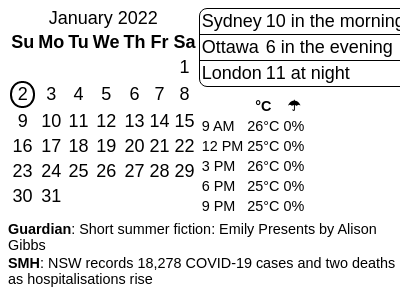 January 2022
Su Mo Tu We Th Fr Sa
1
2 3 4 5 6 7 8
9 10 11 12 13 14 15
16 17 18 19 20 21 22
23 24 25 26 27 28 29
30 31
Sydney 10 in the morning
Ottawa 6 in the evening
London 11 at night
°C ☂
9 AM 26°C 0%
12 PM 25°C 0%
3 PM 26°C 0%
6 PM 25°C 0%
9 PM 25°C 0%
Guardian: Short summer fiction: Emily Presents by Alison
Gibbs
SMH: NSW records 18,278 COVID-19 cases and two deaths
as hospitalisations rise